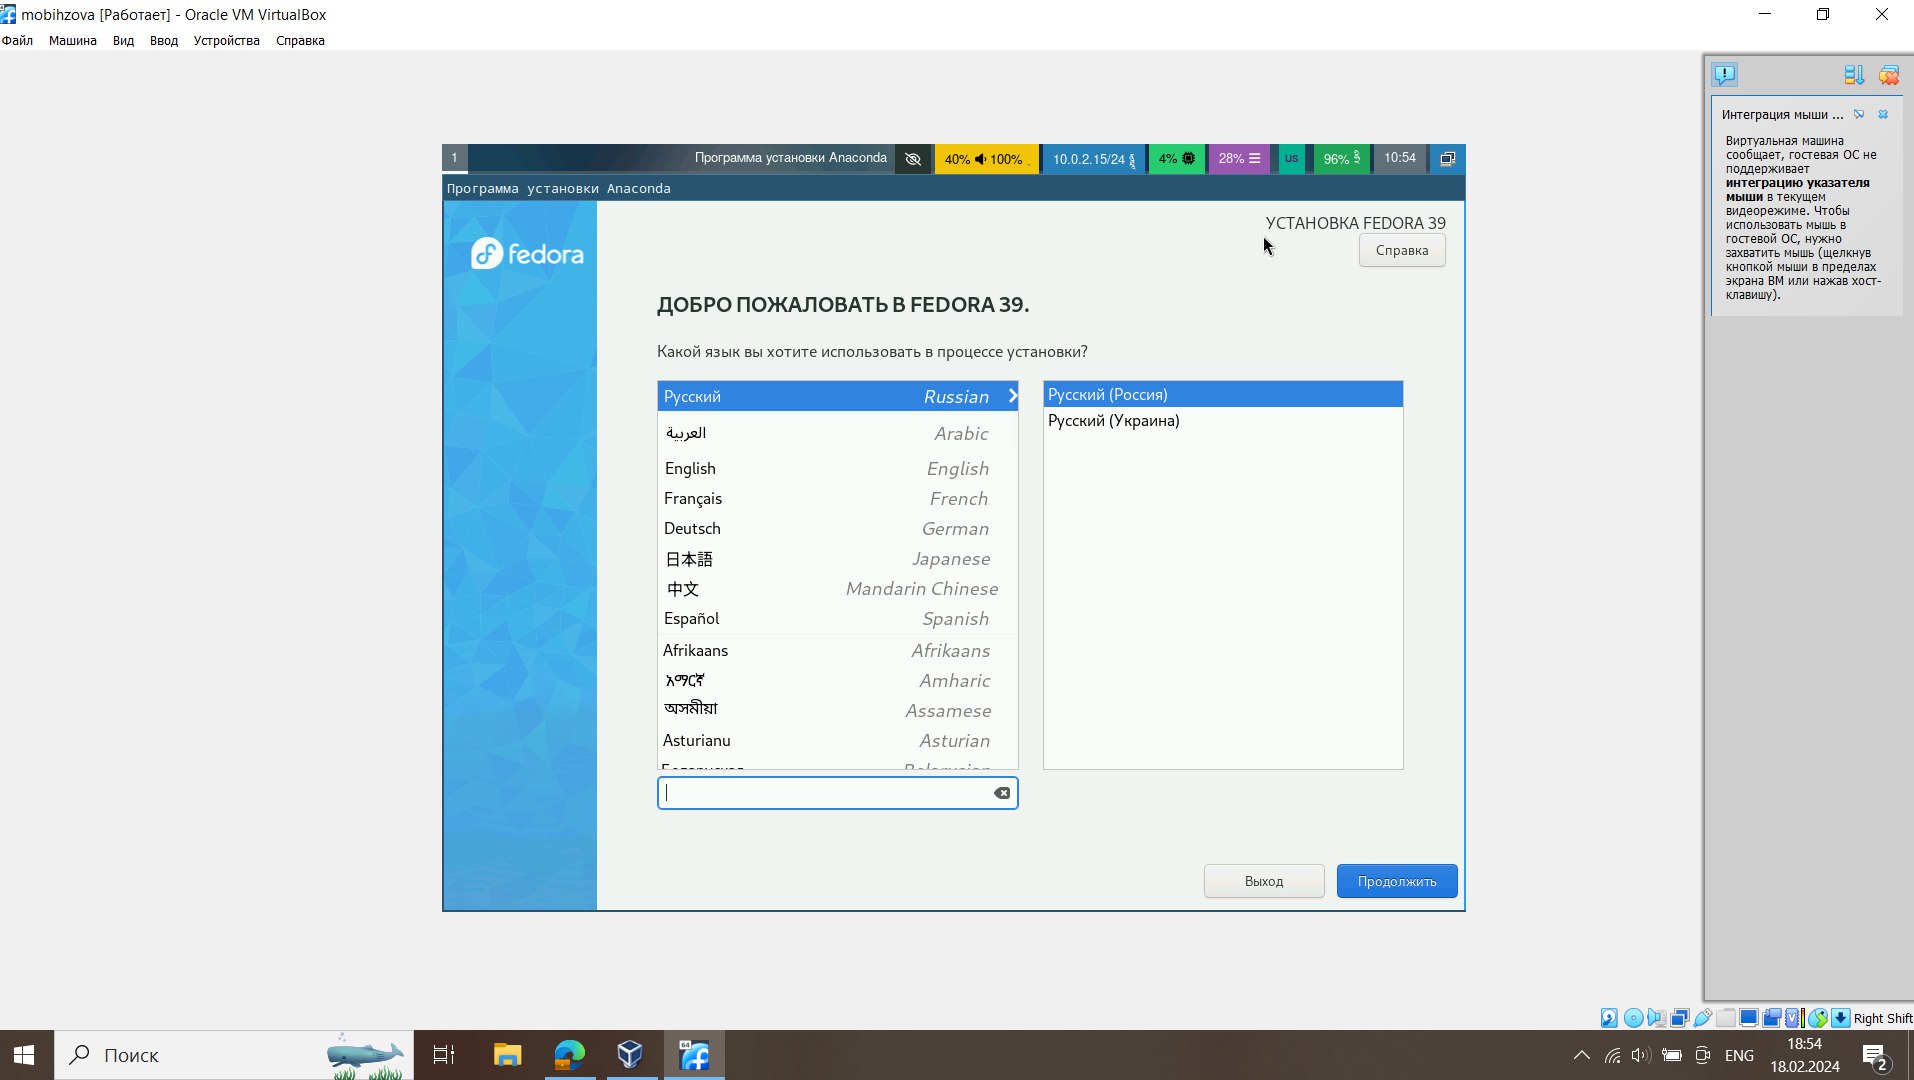 mobihzova [Работает] - Oracle VM VirtualBox
Файл Машина Вид Ввод Устройства Справка
Интеграция мыши ...
Виртуальная машина
сообщает, гостевая ОС не
поддерживает
интеграцию указателя
мыши в текущем
видеорежиме. Чтобы
использовать мышь в
гостевой ОС, нужно
захватить мышь (щелкнув
кнопкой мыши в пределах
экрана ВМ или нажав хост-
клавишу).
1 Программа установки Anaconda 40% 100% 10.0.2.15/24 4% 28% us 96% 10:54
Программа установки Anaconda
fedora
УСТАНОВКА FEDORA 39
Справка
ДОБРО ПОЖАЛОВАТЬ В FEDORA 39.
Какой язык вы хотите использовать в процессе установки?
Русский Russian
العربية Arabic
English English
Français French
Deutsch German
日本語 Japanese
中文 Mandarin Chinese
Español Spanish
Afrikaans Afrikaans
አማርኛ Amharic
অসমীয়া Assamese
Asturianu Asturian
Русский (Россия)
Русский (Украина)
Выход Продолжить
Right Shift
Поиск
64
ENG
18:54
18.02.2024
2